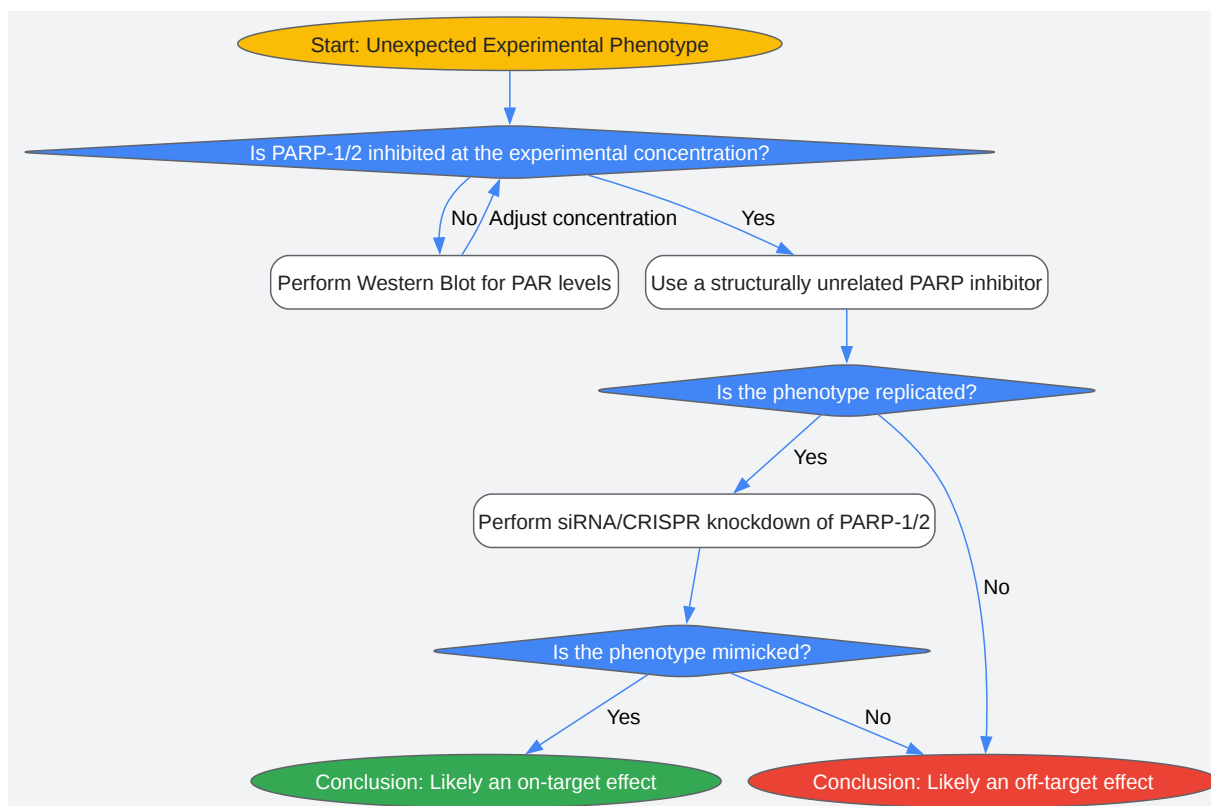 Start: Unexpected Experimental Phenotype
Is PARP-1/2 inhibited at the experimental concentration?
No
Adjust concentration
Yes
Perform Western Blot for PAR levels
Use a structurally unrelated PARP inhibitor
Is the phenotype replicated?
Yes
Perform siRNA/CRISPR knockdown of PARP-1/2
No
Is the phenotype mimicked?
Yes
No
Conclusion: Likely an on-target effect
Conclusion: Likely an off-target effect